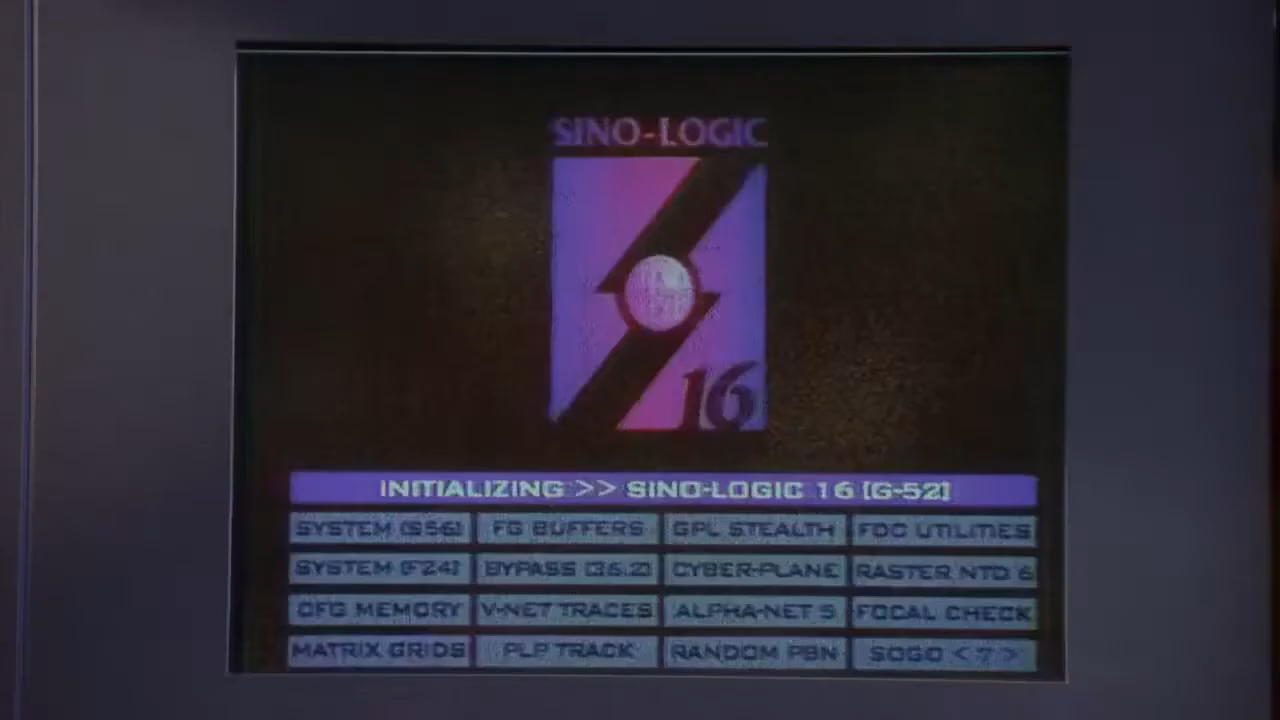 SINO-LOGIC
16
INITIALIZING >> SINO-LOGIC 16 [G-52]
SYSTEM [S56] FG BUFFERS GPL STEALTH FDC UTILITIES
SYSTEM [F24] BYPASS [36.2] CYBER-PLANE RASTER NTD 6
CFG MEMORY V-NET TRACES ALPHA-NET 5 FOCAL CHECK
MATRIX GRIDS PLP TRACK RANDOM PBN SOGO < 7 >